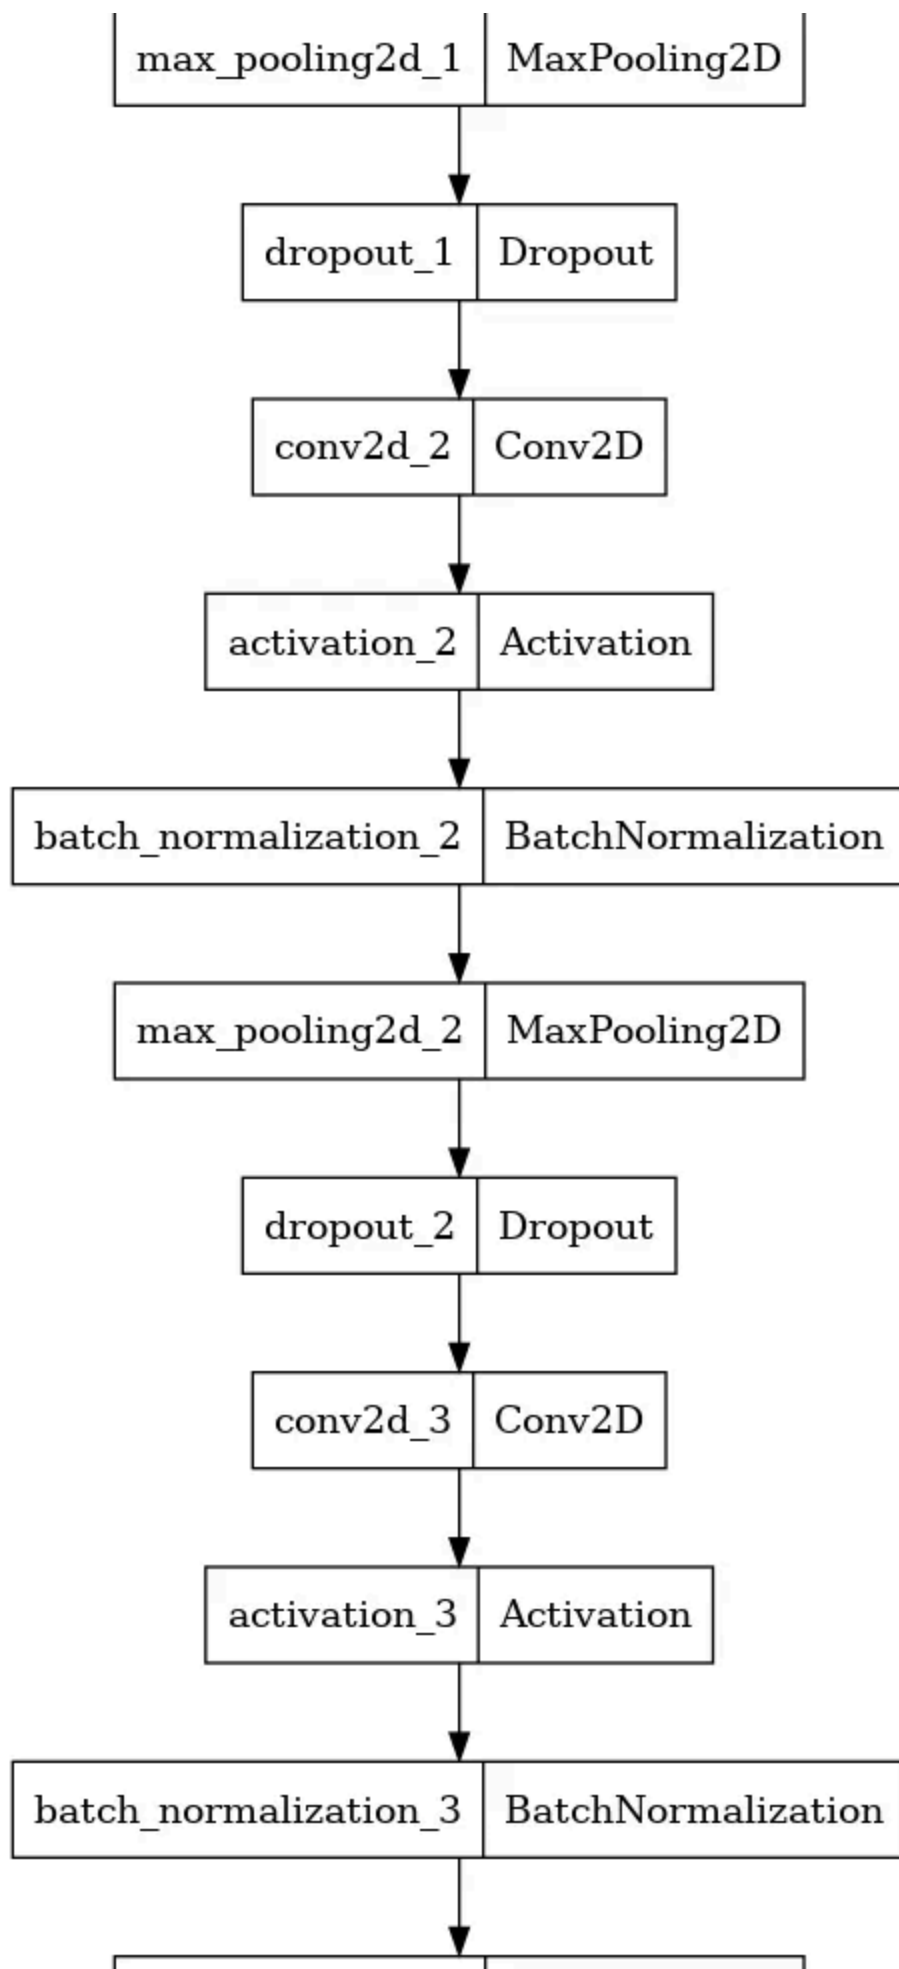 max_pooling2d_1 MaxPooling2D
dropout_1 Dropout
conv2d_2 Conv2D
activation_2 Activation
batch_normalization_2 BatchNormalization
max_pooling2d_2 MaxPooling2D
dropout_2 Dropout
conv2d_3 Conv2D
activation_3 Activation
batch_normalization_3 BatchNormalization